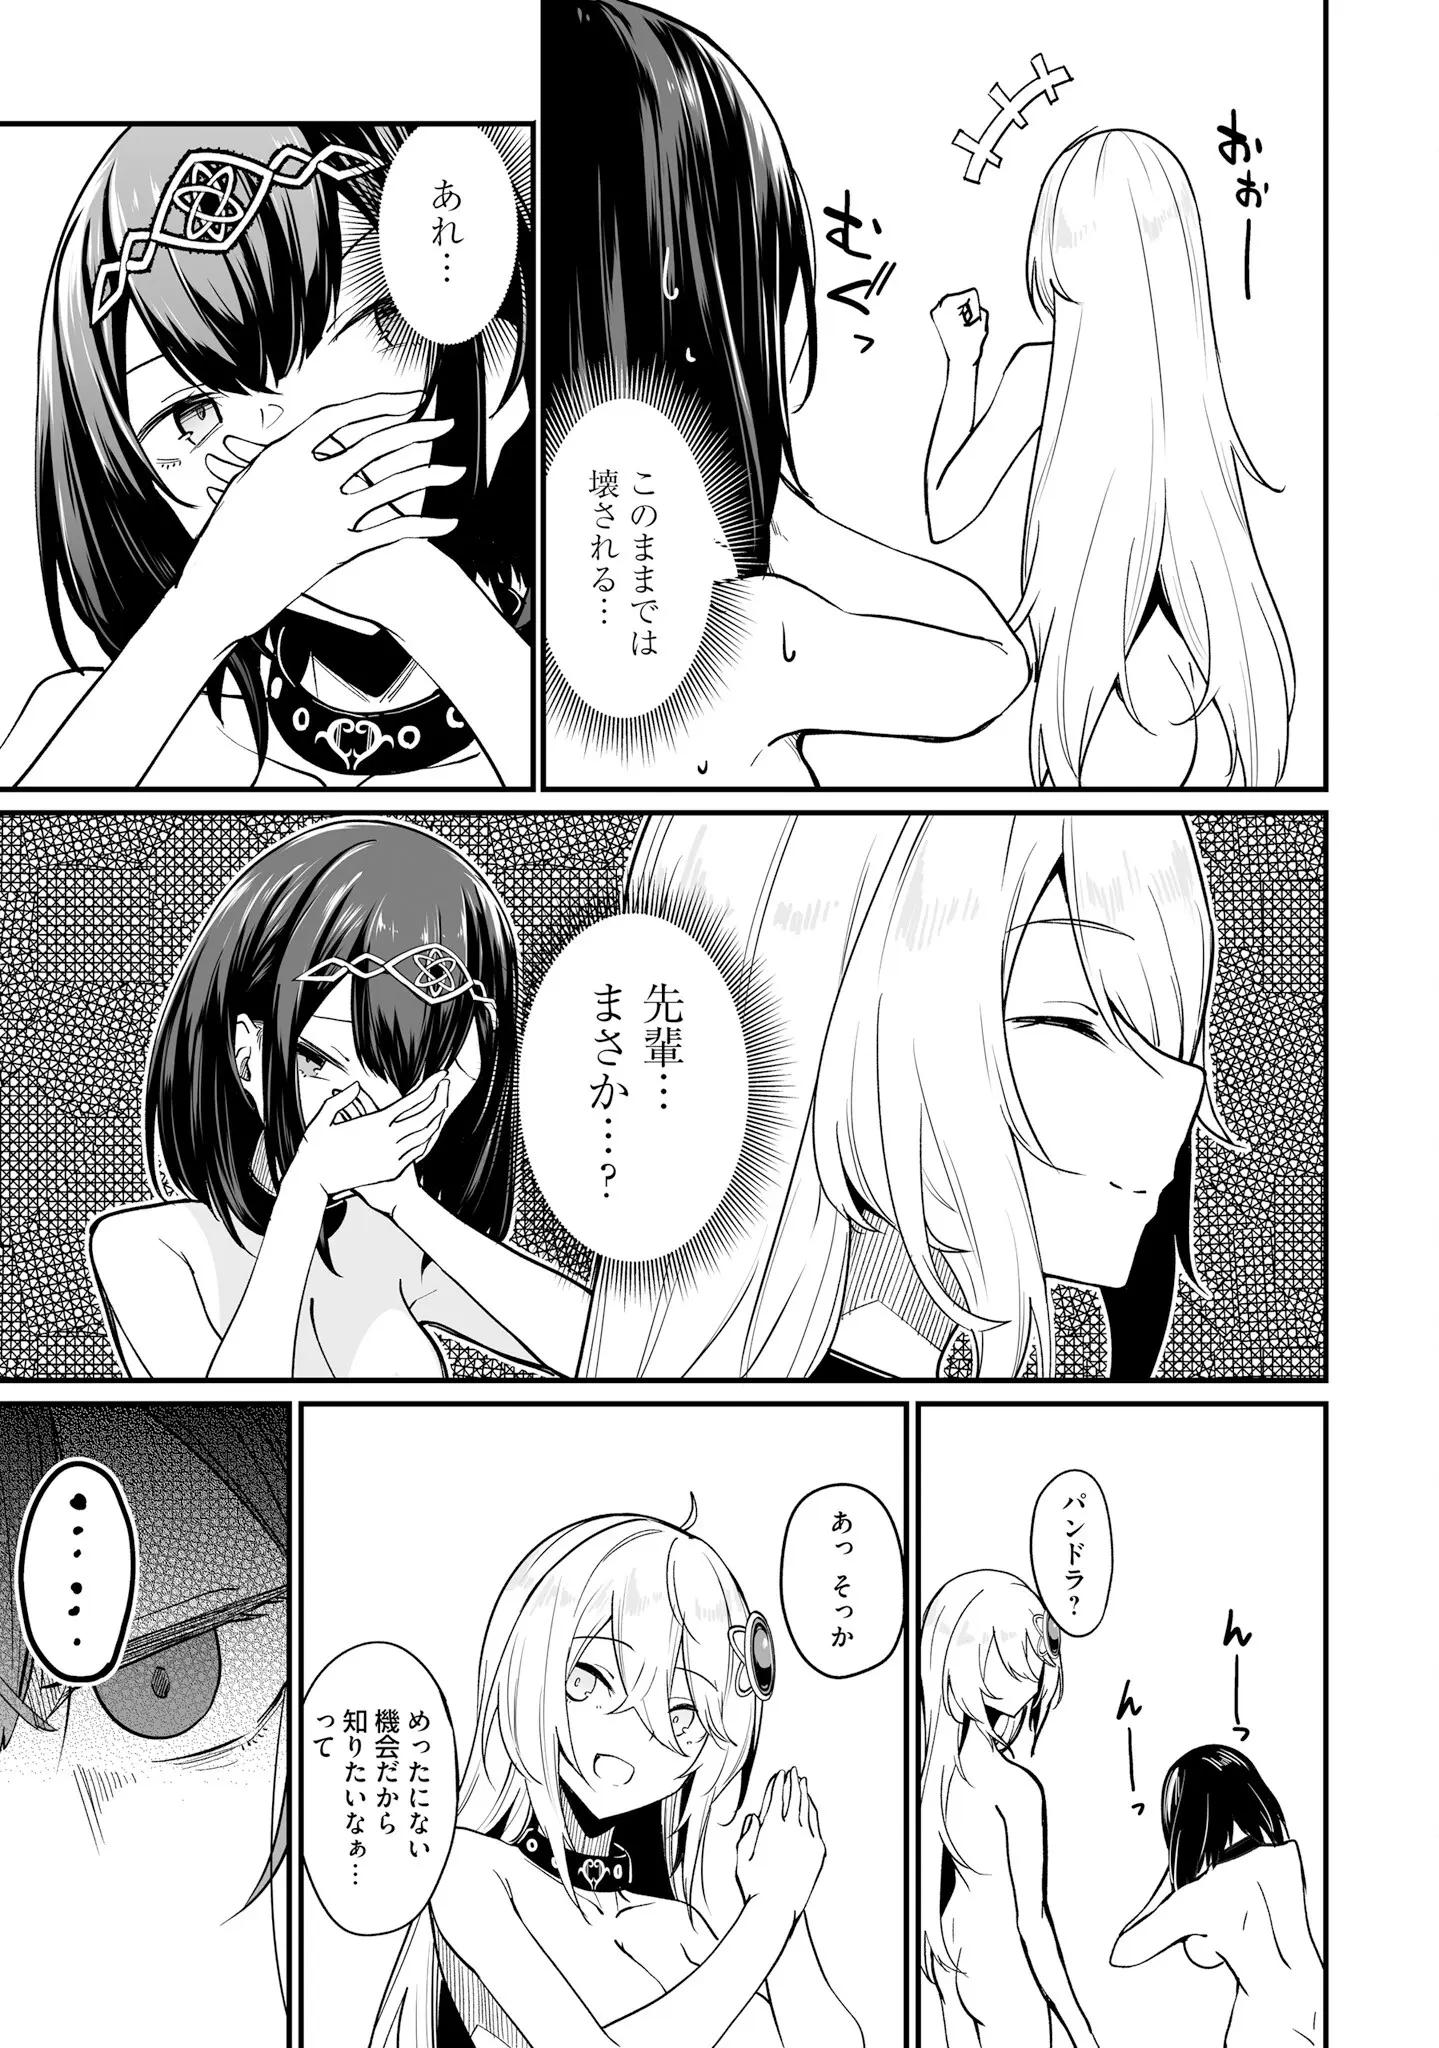 おぉー
むぐっ
このままでは
壊される…
あれ…
先輩…
まさか…？
パンドラ？
んーっ
んーっ
あっ そっか
めったにない
機会だから
知りたいなぁ…
って
・・・・・